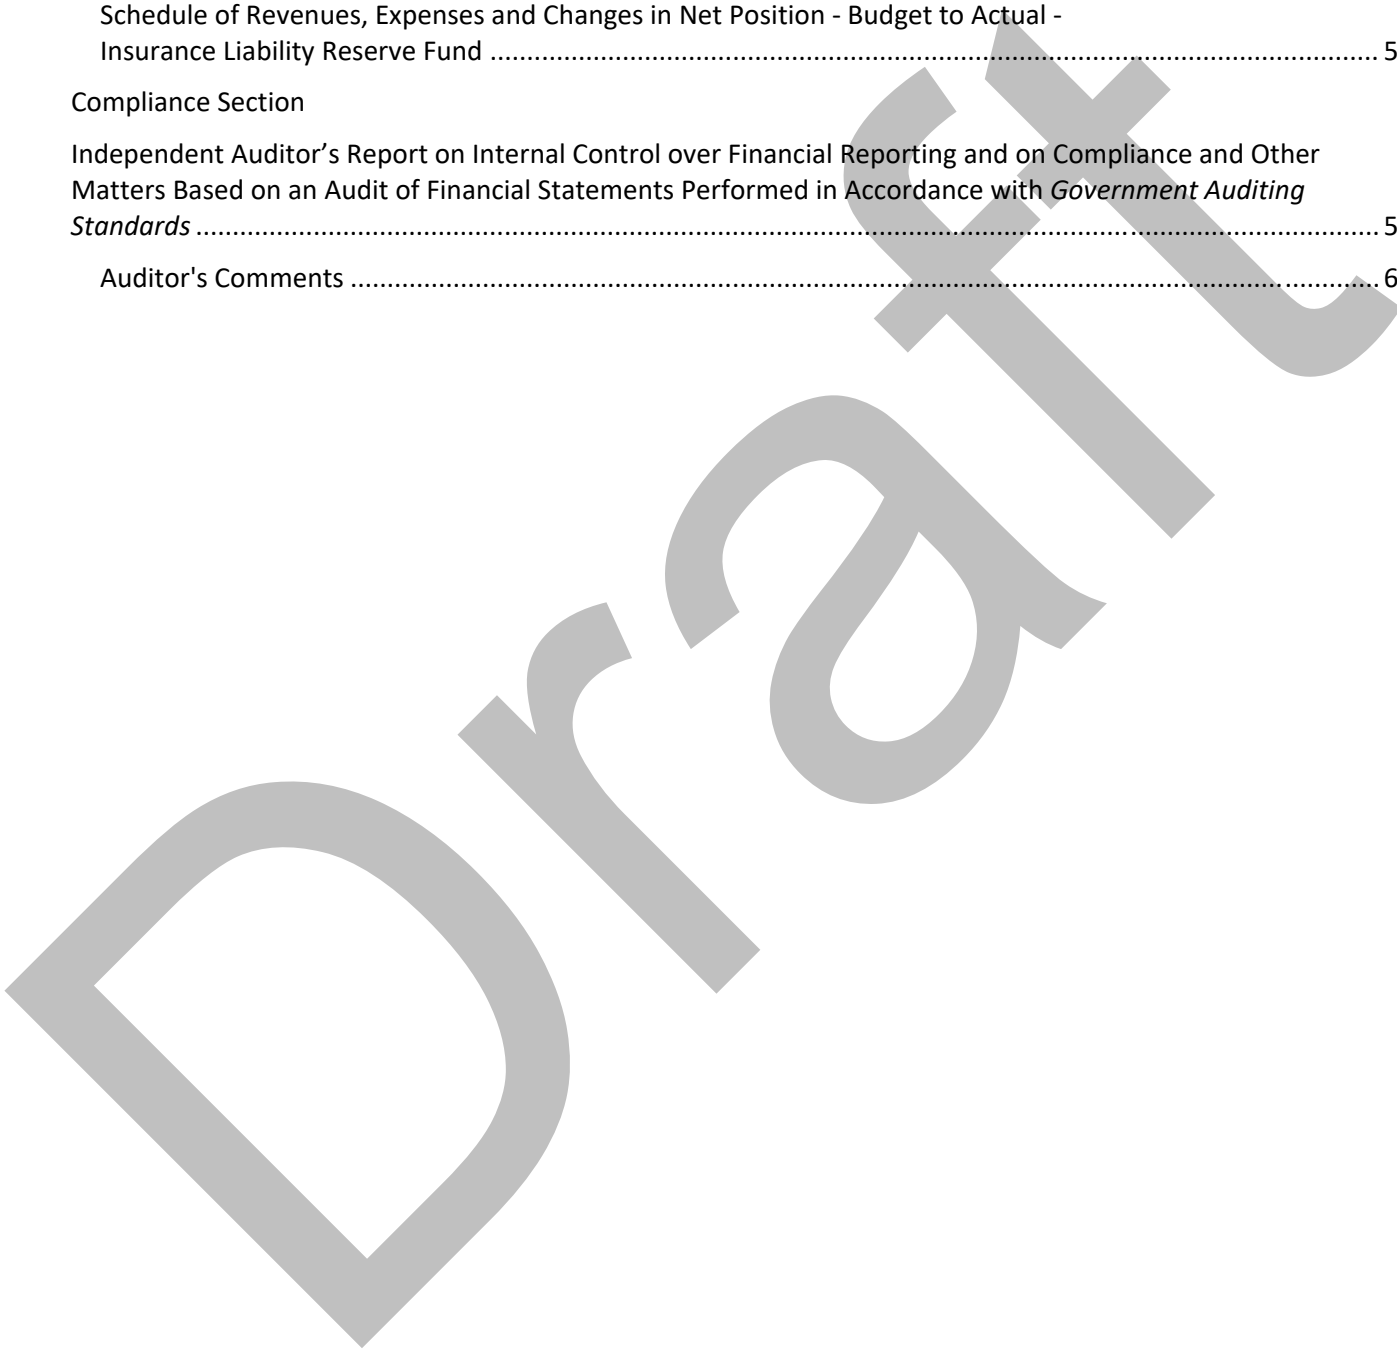 Schedule of Revenues, Expenses and Changes in Net Position - Budget to Actual -
Insurance Liability Reserve Fund ........................................................................................................................ 5
Compliance Section
Independent Auditor’s Report on Internal Control over Financial Reporting and on Compliance and Other
Matters Based on an Audit of Financial Statements Performed in Accordance with Government Auditing
Standards ................................................................................................................................................................ 5
Auditor's Comments ............................................................................................................................................ 6
Draft